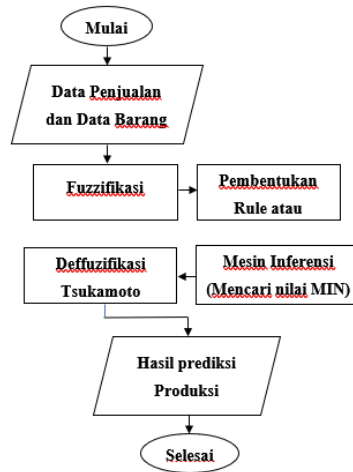 Mulai
Data Penjualan
dan Data Barang
Fuzzifikasi
Pembentukan
Rule atau
Mesin Inferensi
(Mencari nilai MIN)
Deffuzifikasi
Tsukamoto
Hasil prediksi
Produksi
Selesai